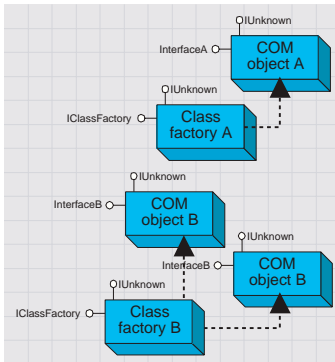 IUnknown
InterfaceA
COM
object A
IUnknown
IClassFactory
Class
factory A
IUnknown
InterfaceB
COM
object B
IUnknown
InterfaceB
COM
object B
IUnknown
IClassFactory
Class
factory B